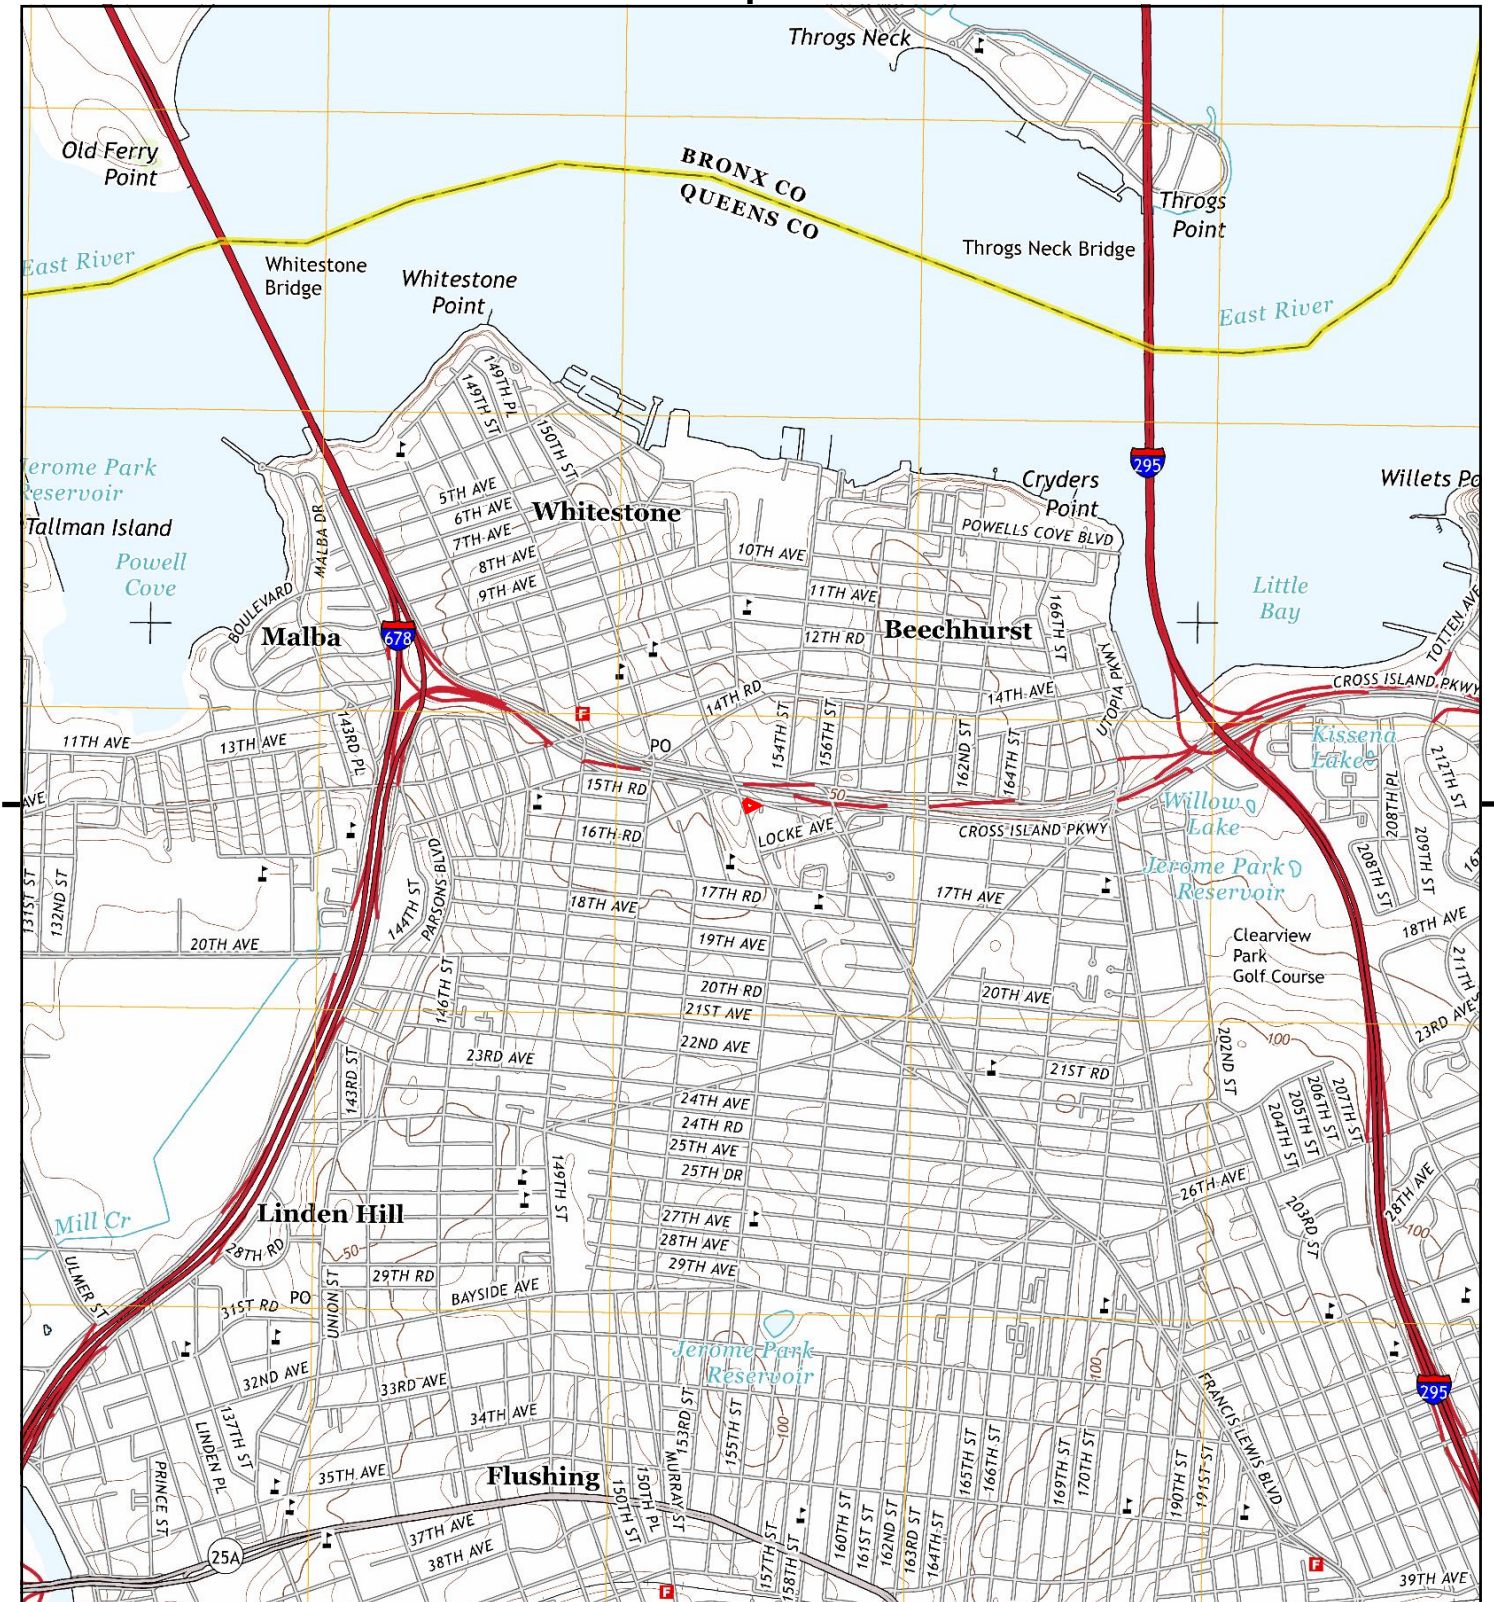 Throgs Neck
Old Ferry
Point
BRONX CO
QUEENS CO
Throgs
Point
Throgs Neck Bridge
East River
Whitestone
Bridge
Whitestone
Point
East River
149TH PL
149TH ST
150TH ST
295
Cryders
Point
Jerome Park
Reservoir
Tallman Island
Powell
Cove
MALBA DR
5TH AVE
6TH AVE
7TH AVE
8TH AVE
9TH AVE
Whitestone
10TH AVE
POWELLS COVE BLVD
Little
Bay
TOTTEN AVE
BOULEVARD
Malba
678
11TH AVE
12TH RD
Beechhurst
166TH ST
UTOPIA PKWY
CROSS ISLAND PKWY
14TH RD
14TH AVE
F
11TH AVE
13TH AVE
143RD PL
PO
154TH ST
156TH ST
162ND ST
164TH ST
Kissena
Lake
212TH ST
208TH PL
15TH RD
50
16TH RD
LOCKE AVE
CROSS ISLAND PKWY
Willow
Lake
AVE
208TH ST
209TH ST
Jerome Park
Reservoir
131ST ST
132ND ST
144TH ST
PARSONS BLVD
17TH RD
17TH AVE
18TH AVE
18TH AVE
20TH AVE
19TH AVE
Clearview
Park
Golf Course
211TH
146TH ST
20TH RD
20TH AVE
21ST AVE
23RD AVE
22ND AVE
100
202ND ST
23RD AVE
21ST RD
143RD ST
24TH AVE
24TH RD
25TH AVE
25TH DR
204TH ST
205TH ST
206TH ST
207TH ST
149TH ST
26TH AVE
28TH AVE
203RD ST
Mill Cr
Linden Hill
27TH AVE
28TH AVE
29TH AVE
100
28TH RD
50
ULMER ST
29TH RD
BAYSIDE AVE
31ST RD
PO
UNION ST
Jerome Park
Reservoir
100
32ND AVE
33RD AVE
FRANCIS LEWIS BLVD
295
34TH AVE
137TH ST
LINDEN PL
153RD ST
155TH ST
100
165TH ST
166TH ST
169TH ST
170TH ST
190TH ST
191ST ST
PRINCE ST
35TH AVE
Flushing
150TH ST
150TH PL
MURRAY ST
25A
37TH AVE
38TH AVE
157TH ST
158TH ST
160TH ST
161ST ST
162ND ST
163RD ST
164TH ST
F
F
39TH AVE